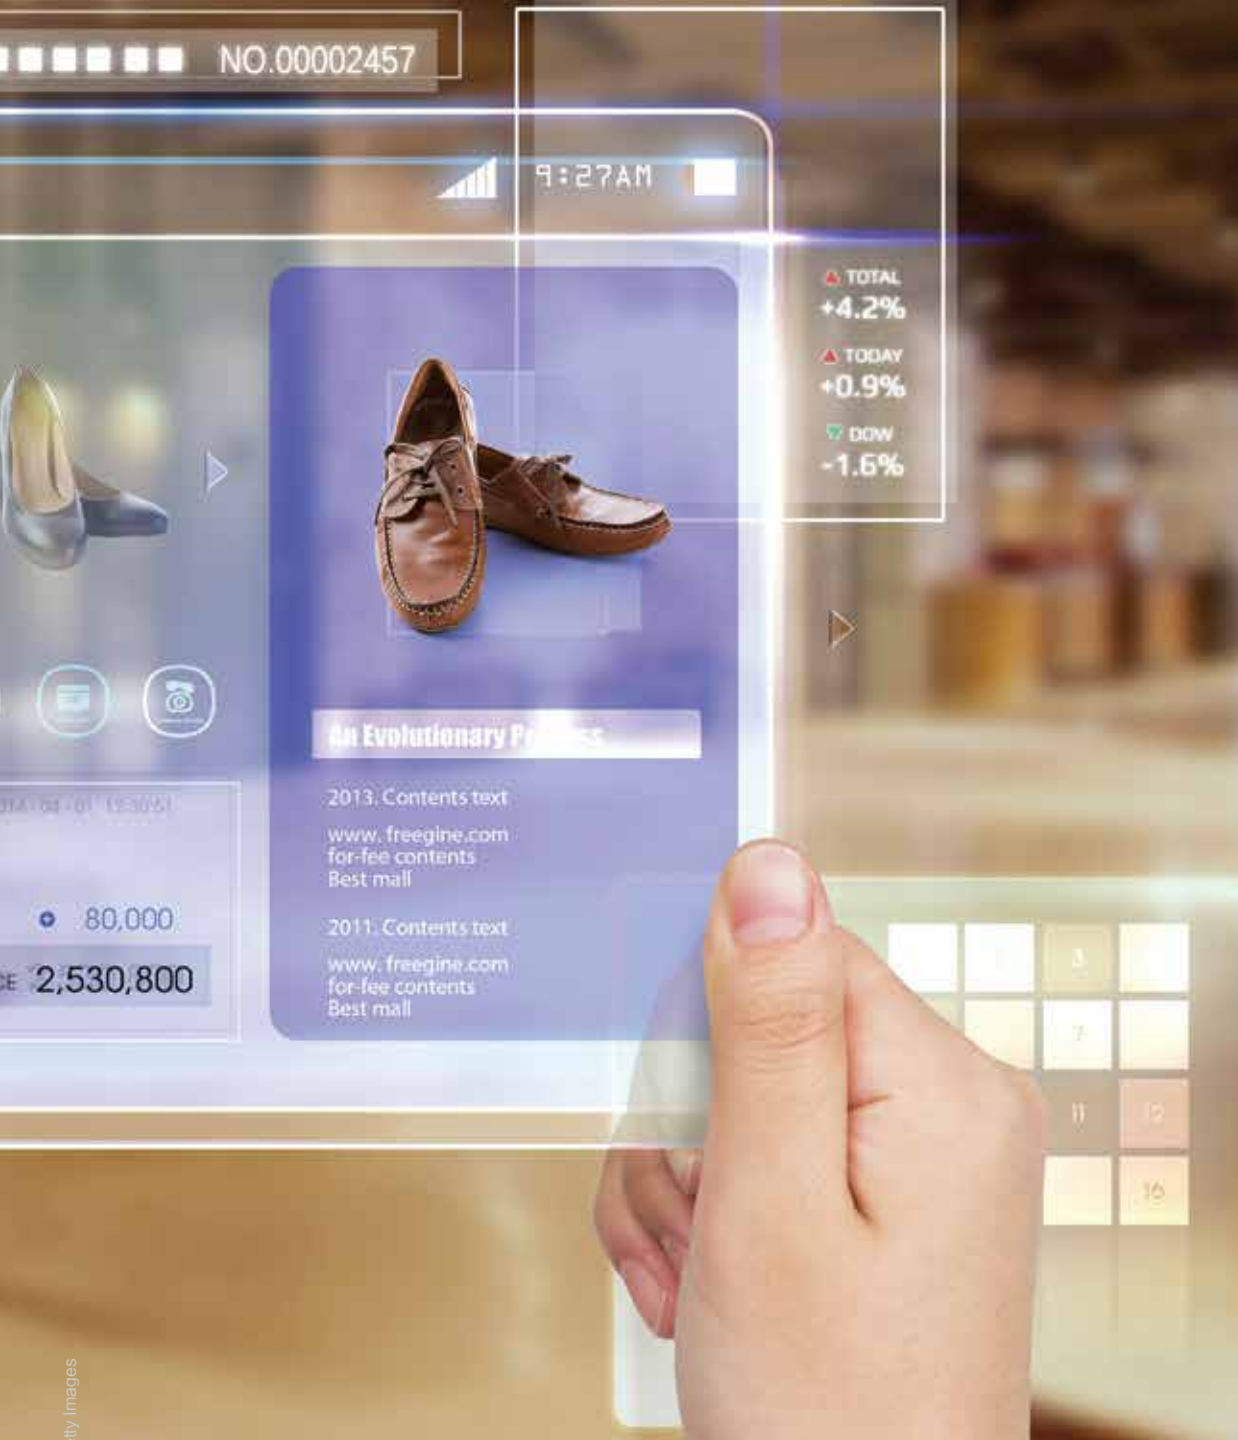 NO.00002457
9:27AM
TOTAL
+4.2%
TODAY
+0.9%
DOW
-1.6%
An Evolutionary
2013. Contents text
www. freegine.com
for-fee contents
Best mall
80,000
2,530,800
2011. Contents text
www. freegine.com
for-fee contents
Best mall
3
7
11
12
16
tty Images